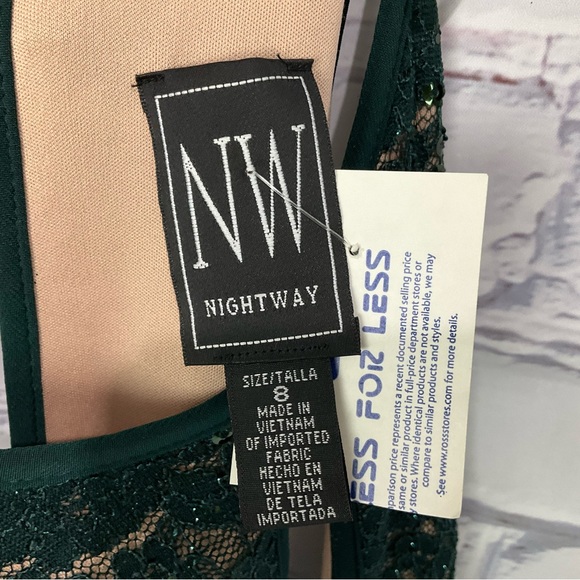 NW
NIGHTWAY
SIZE/TALLA
8
MADE IN
VIETNAM
OF IMPORTED
FABRIC
HECHO EN
VIETNAM
DE TELA
IMPORTADA
ESS FOR LESS
price represents a recent documented selling price
same or similar product in full-price department stores or
stores. Where identical products are not available, we may
compare to similar products and styles.
See www.rossstores.com for more details.